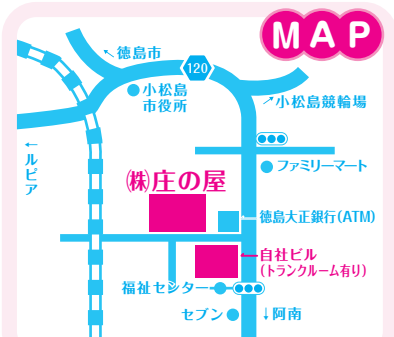 MAP
↖徳島市
120
小松島
市役所
↗小松島競輪場
←ルピア
ファミリーマート
㈱庄の屋
徳島大正銀行(ATM)
自社ビル
(トランクルーム有り)
福祉センター
セブン
↓阿南